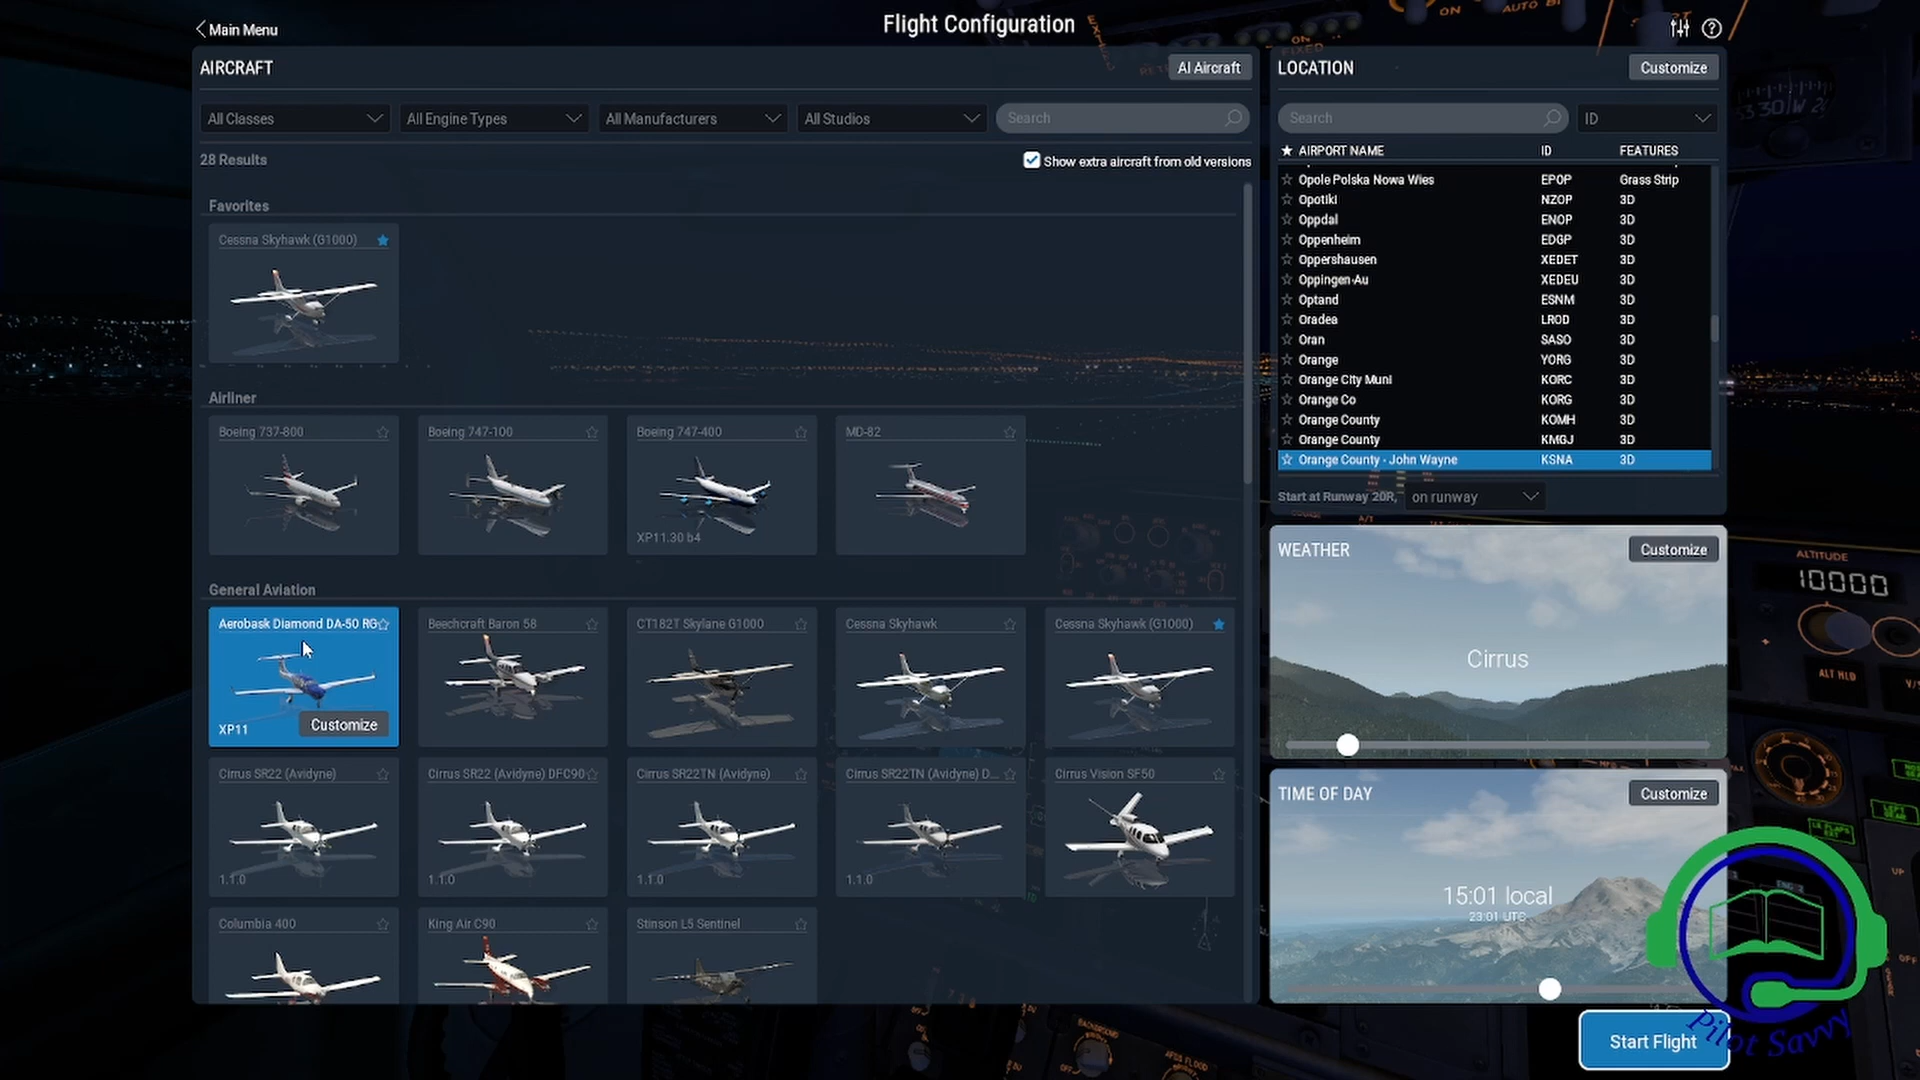 Main Menu
Flight Configuration
AIRCRAFT
AI Aircraft
All Classes
All Engine Types
All Manufacturers
All Studios
Search
28 Results
Show extra aircraft from old versions
Favorites
Cessna Skyhawk (G1000)
Airliner
Boeing 737-800
Boeing 747-100
Boeing 747-400
MD-82
XP11.30 b4
General Aviation
Aerobask Diamond DA-50 RG
Beechcraft Baron 58
CT182T Skylane G1000
Cessna Skyhawk
Cessna Skyhawk (G1000)
XP11
Customize
Cirrus SR22 (Avidyne)
Cirrus SR22 (Avidyne) DFC90
Cirrus SR22TN (Avidyne)
Cirrus SR22TN (Avidyne) D...
Cirrus Vision SF50
1.1.0
1.1.0
1.1.0
1.1.0
Columbia 400
King Air C90
Stinson L5 Sentinel
LOCATION
Customize
Search
ID
AIRPORT NAME ID FEATURES
Opole Polska Nowa Wies EPOP Grass Strip
Opotiki NZOP 3D
Oppdal ENOP 3D
Oppenheim EDGP 3D
Oppershausen XEDET 3D
Oppingen-Au XEDEU 3D
Optand ESNM 3D
Oradea LROD 3D
Oran SASO 3D
Orange YORG 3D
Orange City Muni KORC 3D
Orange Co KORG 3D
Orange County KOMH 3D
Orange County KMGJ 3D
Orange County - John Wayne KSNA 3D
Start at Runway 20R, on runway
WEATHER
Customize
Cirrus
TIME OF DAY
Customize
15:01 local
23:01 UTC
Start Flight
Pilot Savvy
ALTITUDE
10000
ALT HLD
ON
UP
OFF